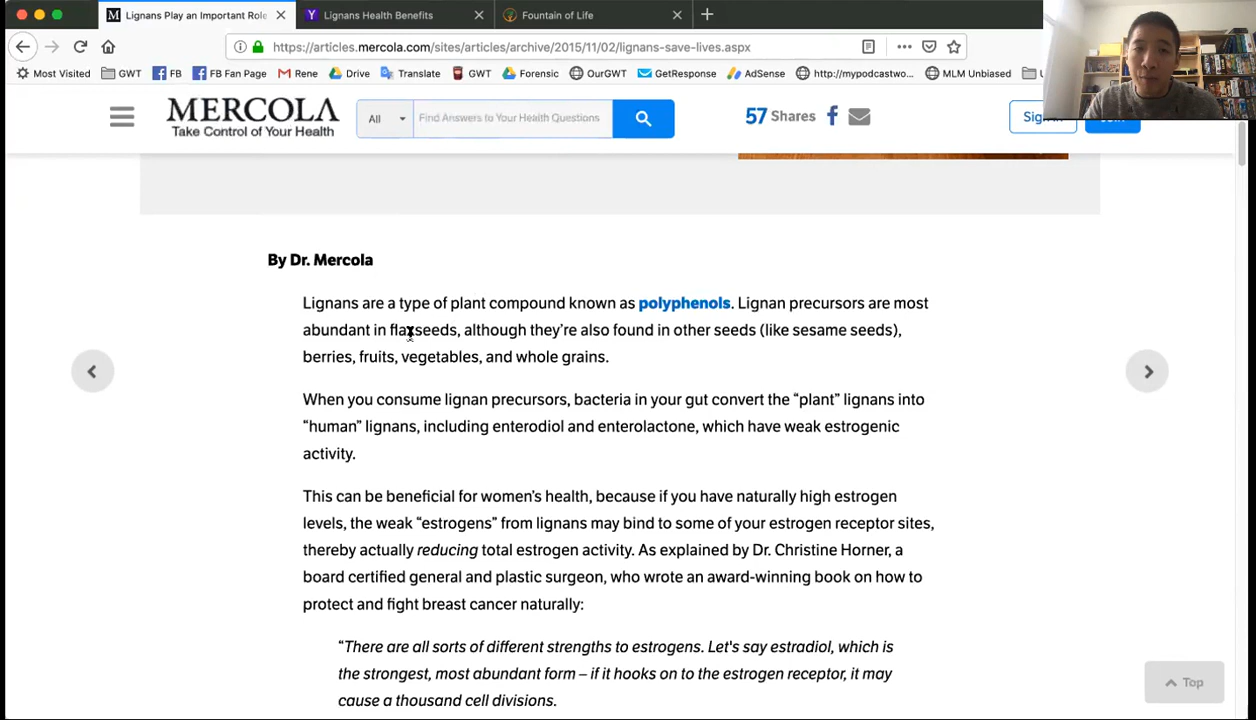 Lignans Play an Important Role
Lignans Health Benefits
Fountain of Life
https://articles.mercola.com/sites/articles/archive/2015/11/02/lignans-save-lives.aspx
Most Visited GWT FB FB Fan Page Rene Drive Translate GWT Forensic OurGWT GetResponse AdSense http://mypodcastwo... MLM Unbiased
MERCOLA
Take Control of Your Health
All
Find Answers to Your Health Questions
57 Shares
By Dr. Mercola
Lignans are a type of plant compound known as polyphenols. Lignan precursors are most
abundant in flaxseeds, although they're also found in other seeds (like sesame seeds),
berries, fruits, vegetables, and whole grains.
When you consume lignan precursors, bacteria in your gut convert the “plant” lignans into
“human” lignans, including enterodiol and enterolactone, which have weak estrogenic
activity.
This can be beneficial for women's health, because if you have naturally high estrogen
levels, the weak “estrogens” from lignans may bind to some of your estrogen receptor sites,
thereby actually reducing total estrogen activity. As explained by Dr. Christine Horner, a
board certified general and plastic surgeon, who wrote an award-winning book on how to
protect and fight breast cancer naturally:
“There are all sorts of different strengths to estrogens. Let's say estradiol, which is
the strongest, most abundant form – if it hooks on to the estrogen receptor, it may
cause a thousand cell divisions.
Top